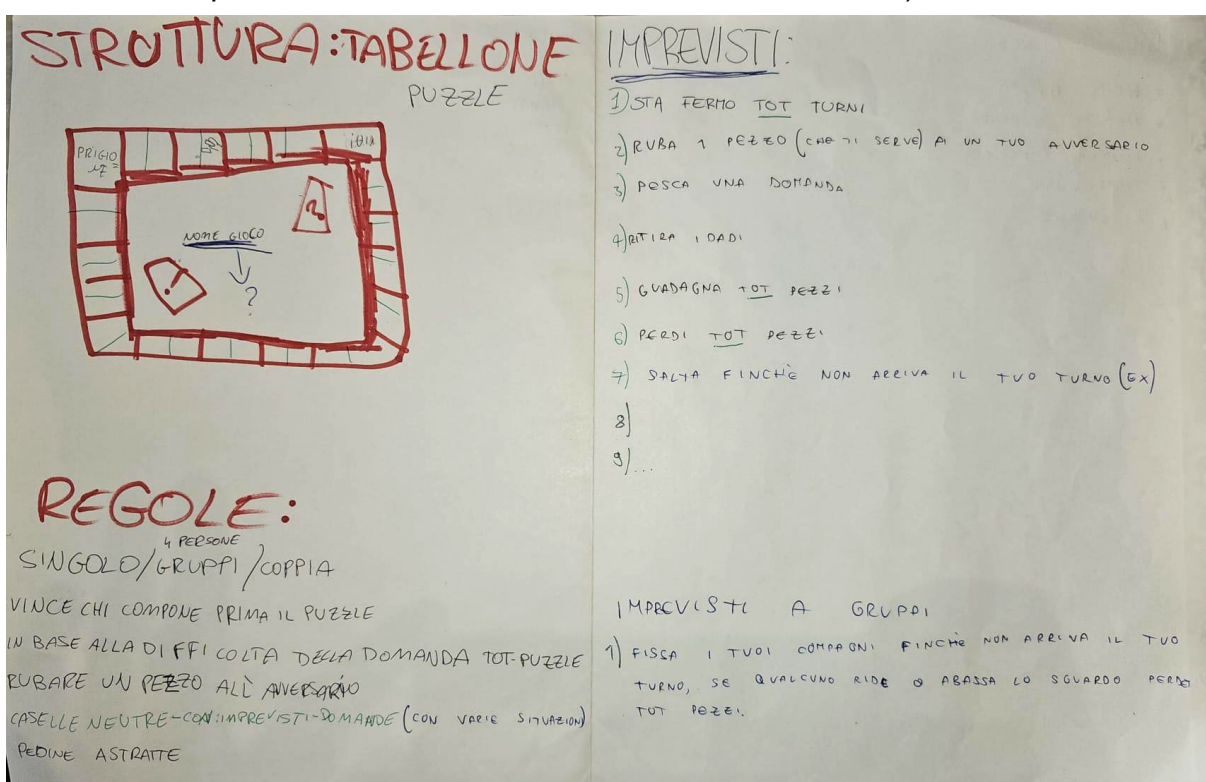 STRUTTURA: TABELLONE
PUZZLE
PRIGIO
NE
NOME GIOCO
?
?
!
REGOLE:
4 PERSONE
SINGOLO/GRUPPI/COPPIA
VINCE CHI COMPONE PRIMA IL PUZZLE
IN BASE ALLA DIFFICOLTA DELLA DOMANDA TOT-PUZZLE
RUBARE UN PEZZO ALL'AVVERSARIO
CASELLE NEUTRE-CON:IMPREVISTI-DOMANDE (CON VARIE SITUAZIONI)
PEDINE ASTRATTE
IMPREVISTI:
1) STA FERMO TOT TURNI
2) RUBA 1 PEZZO (CHE TI SERVE) A UN TUO AVVERSARIO
3) PESCA UNA DOMANDA
4) RITIRA I DADI
5) GUADAGNA TOT PEZZI
6) PERDI TOT PEZZI
7) SALTA FINCHÈ NON ARRIVA IL TUO TURNO (EX)
8)
9)...
IMPREVISTI A GRUPPI
1) FISSA I TUOI COMPAGNI FINCHÈ NON ARRIVA IL TUO
TURNO, SE QUALCUNO RIDE O ABASSA LO SGUARDO PERDI
TOT PEZZI.